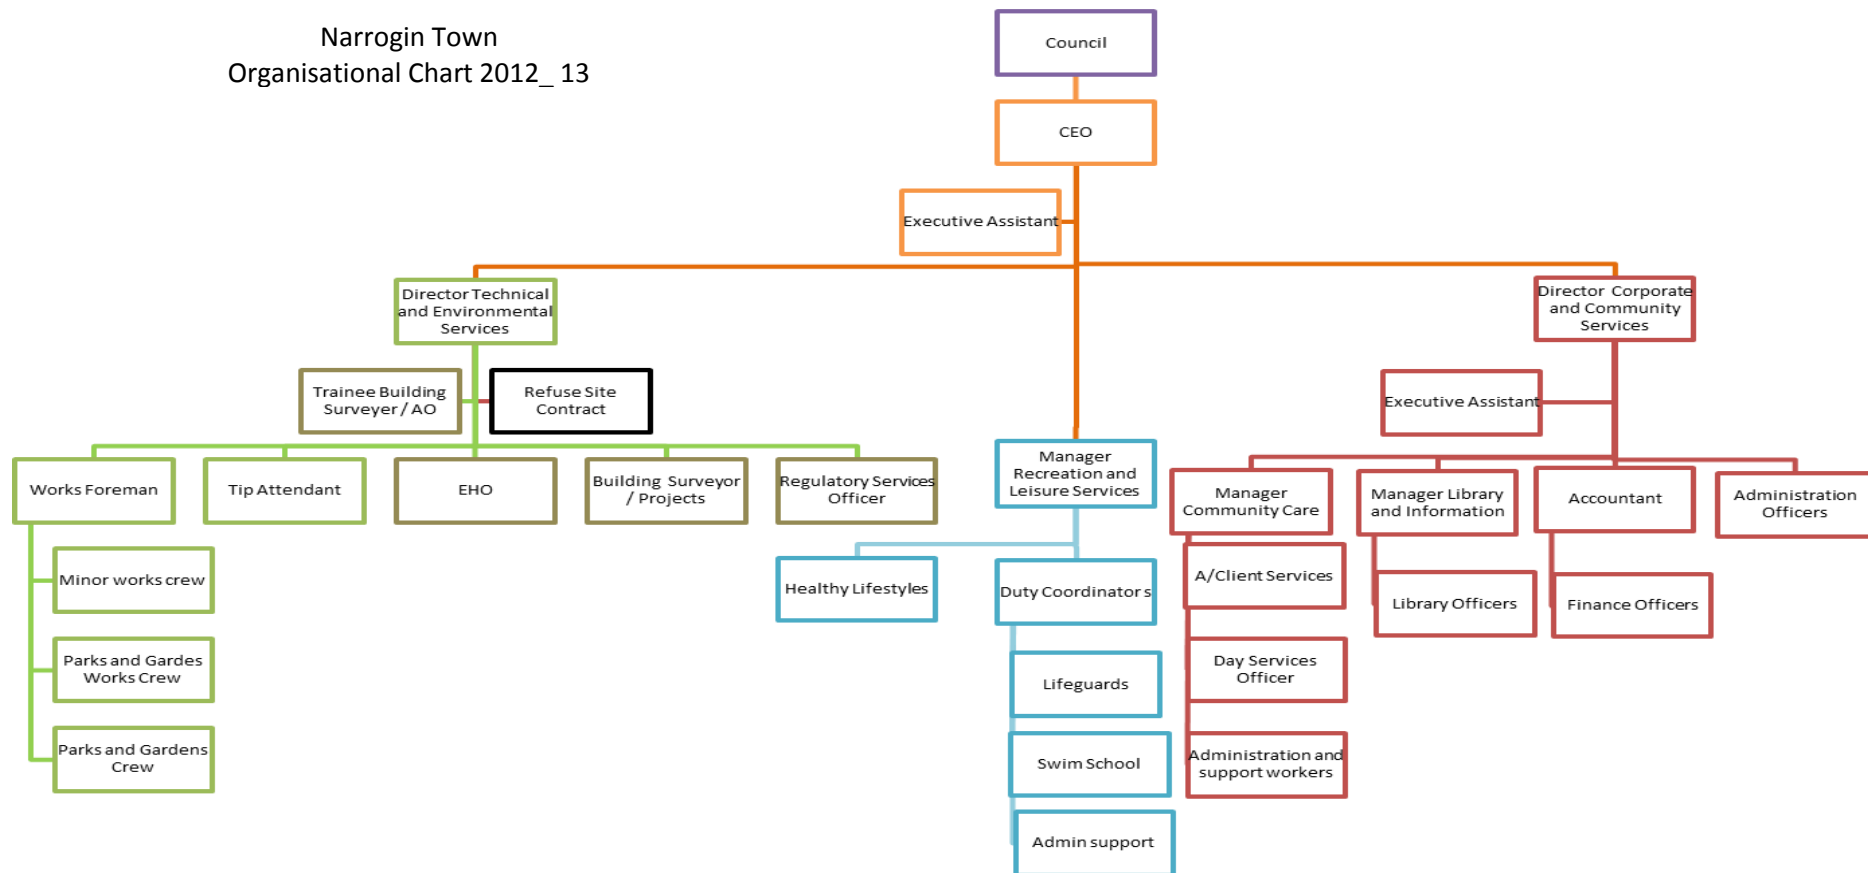 Narrogin Town
Organisational Chart 2012_ 13
Council
CEO
Executive Assistant
Director Technical
and Environmental
Services
Director Corporate
and Community
Services
Trainee Building
Surveyer / AO
Refuse Site
Contract
Executive Assistant
Works Foreman
Tip Attendant
EHO
Building Surveyor
/ Projects
Regulatory Services
Officer
Manager
Recreation and
Leisure Services
Manager
Community Care
Manager Library
and Information
Accountant
Administration
Officers
Minor works crew
Parks and Gardes
Works Crew
Parks and Gardens
Crew
Healthy Lifestyles
Duty Coordinators
Lifeguards
Swim School
Admin support
A/Client Services
Day Services
Officer
Administration and
support workers
Library Officers
Finance Officers